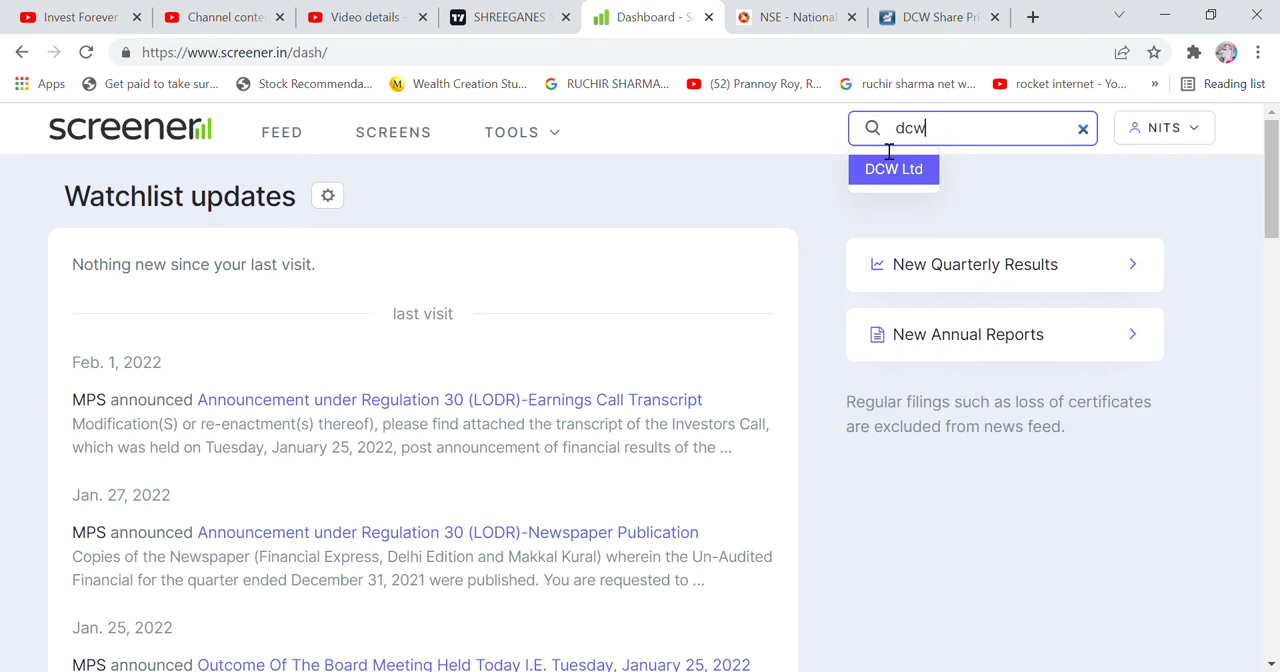 Invest Forever
Channel conte
Video details -
SHREEGANES
Dashboard - Sc
NSE - National
DCW Share Pri
https://www.screener.in/dash/
Apps
Get paid to take sur...
Stock Recommenda...
Wealth Creation Stu...
RUCHIR SHARMA...
(52) Prannoy Roy, R...
ruchir sharma net w...
rocket internet - Yo...
»
Reading list
screener
FEED
SCREENS
TOOLS
dcw
NITS
DCW Ltd
Watchlist updates
Nothing new since your last visit.
last visit
Feb. 1, 2022
MPS announced Announcement under Regulation 30 (LODR)-Earnings Call Transcript
Modification(S) or re-enactment(s) thereof), please find attached the transcript of the Investors Call,
which was held on Tuesday, January 25, 2022, post announcement of financial results of the ...
Jan. 27, 2022
MPS announced Announcement under Regulation 30 (LODR)-Newspaper Publication
Copies of the Newspaper (Financial Express, Delhi Edition and Makkal Kural) wherein the Un-Audited
Financial for the quarter ended December 31, 2021 were published. You are requested to ...
Jan. 25, 2022
MPS announced Outcome Of The Board Meeting Held Today I.E. Tuesday, January 25, 2022
New Quarterly Results
New Annual Reports
Regular filings such as loss of certificates
are excluded from news feed.